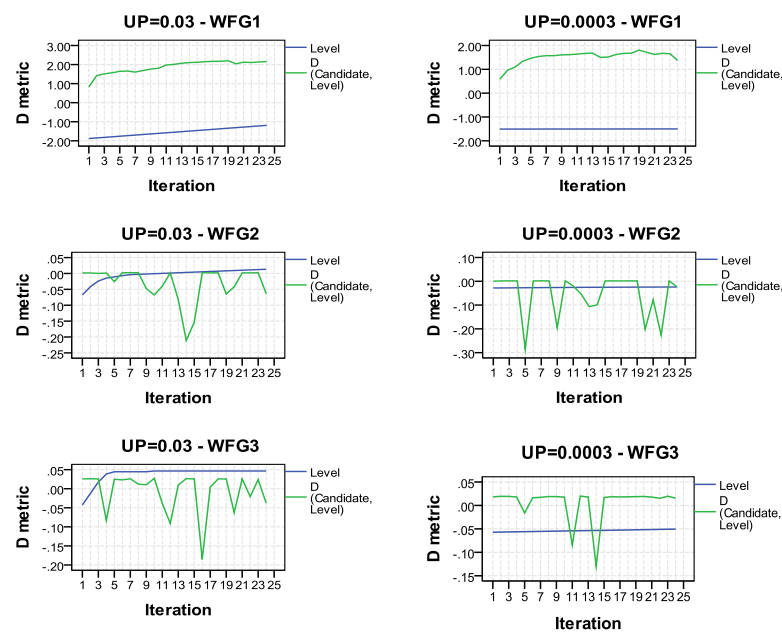 UP=0.03 - WFG1
D metric
3.00
2.00
1.00
.00
-1.00
-2.00
1 3 5 7 9 11 13 15 17 19 21 23 25
Iteration
Level
D
(Candidate,
Level)
UP=0.0003 - WFG1
D metric
2.00
1.00
.00
-1.00
-2.00
1 3 5 7 9 11 13 15 17 19 21 23 25
Iteration
Level
D
(Candidate,
Level)
UP=0.03 - WFG2
D metric
.05
.00
-.05
-.10
-.15
-.20
-.25
1 3 5 7 9 11 13 15 17 19 21 23 25
Iteration
Level
D
(Candidate,
Level)
UP=0.0003 - WFG2
D metric
.10
.00
-.10
-.20
-.30
1 3 5 7 9 11 13 15 17 19 21 23 25
Iteration
Level
D
(Candidate,
Level)
UP=0.03 - WFG3
D metric
.05
.00
-.05
-.10
-.15
-.20
1 3 5 7 9 11 13 15 17 19 21 23 25
Iteration
Level
D
(Candidate,
Level)
UP=0.0003 - WFG3
D metric
.05
.00
-.05
-.10
-.15
1 3 5 7 9 11 13 15 17 19 21 23 25
Iteration
Level
D
(Candidate,
Level)